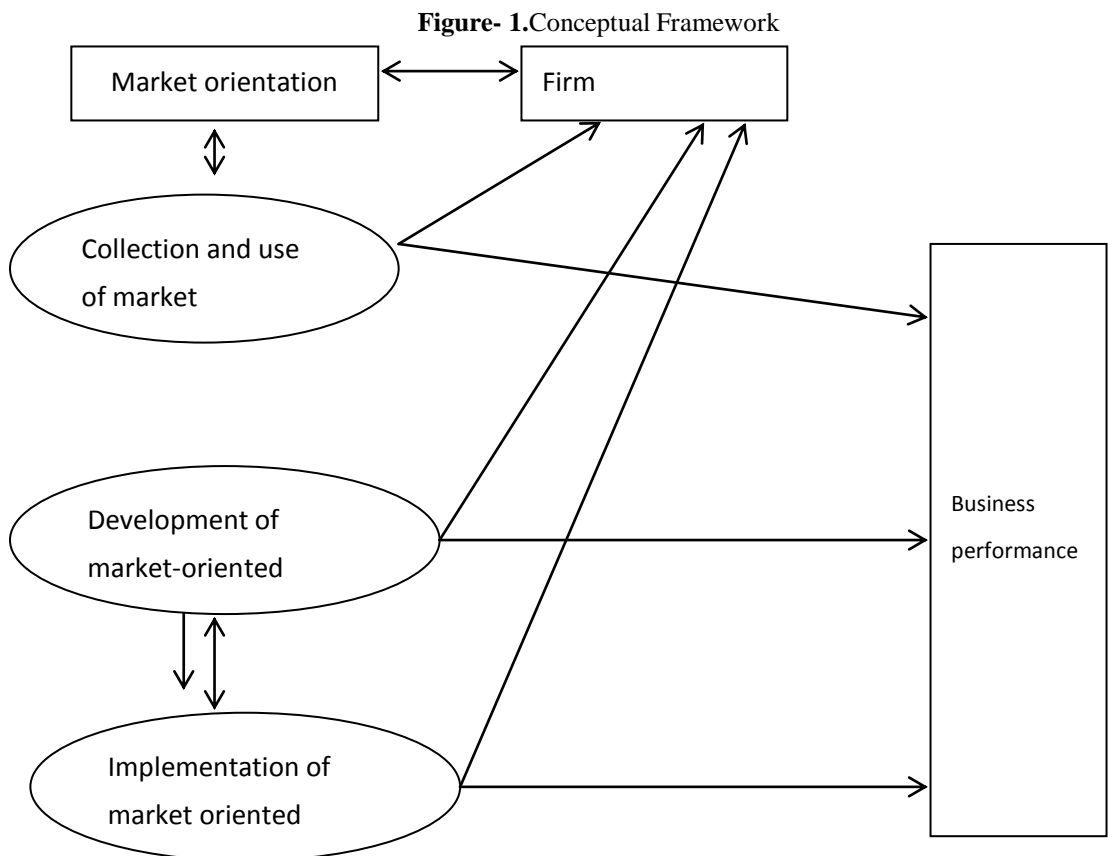 Figure- 1.Conceptual Framework
Market orientation
Firm
Collection and use
of market
Development of
market-oriented
Business
performance
Implementation of
market oriented